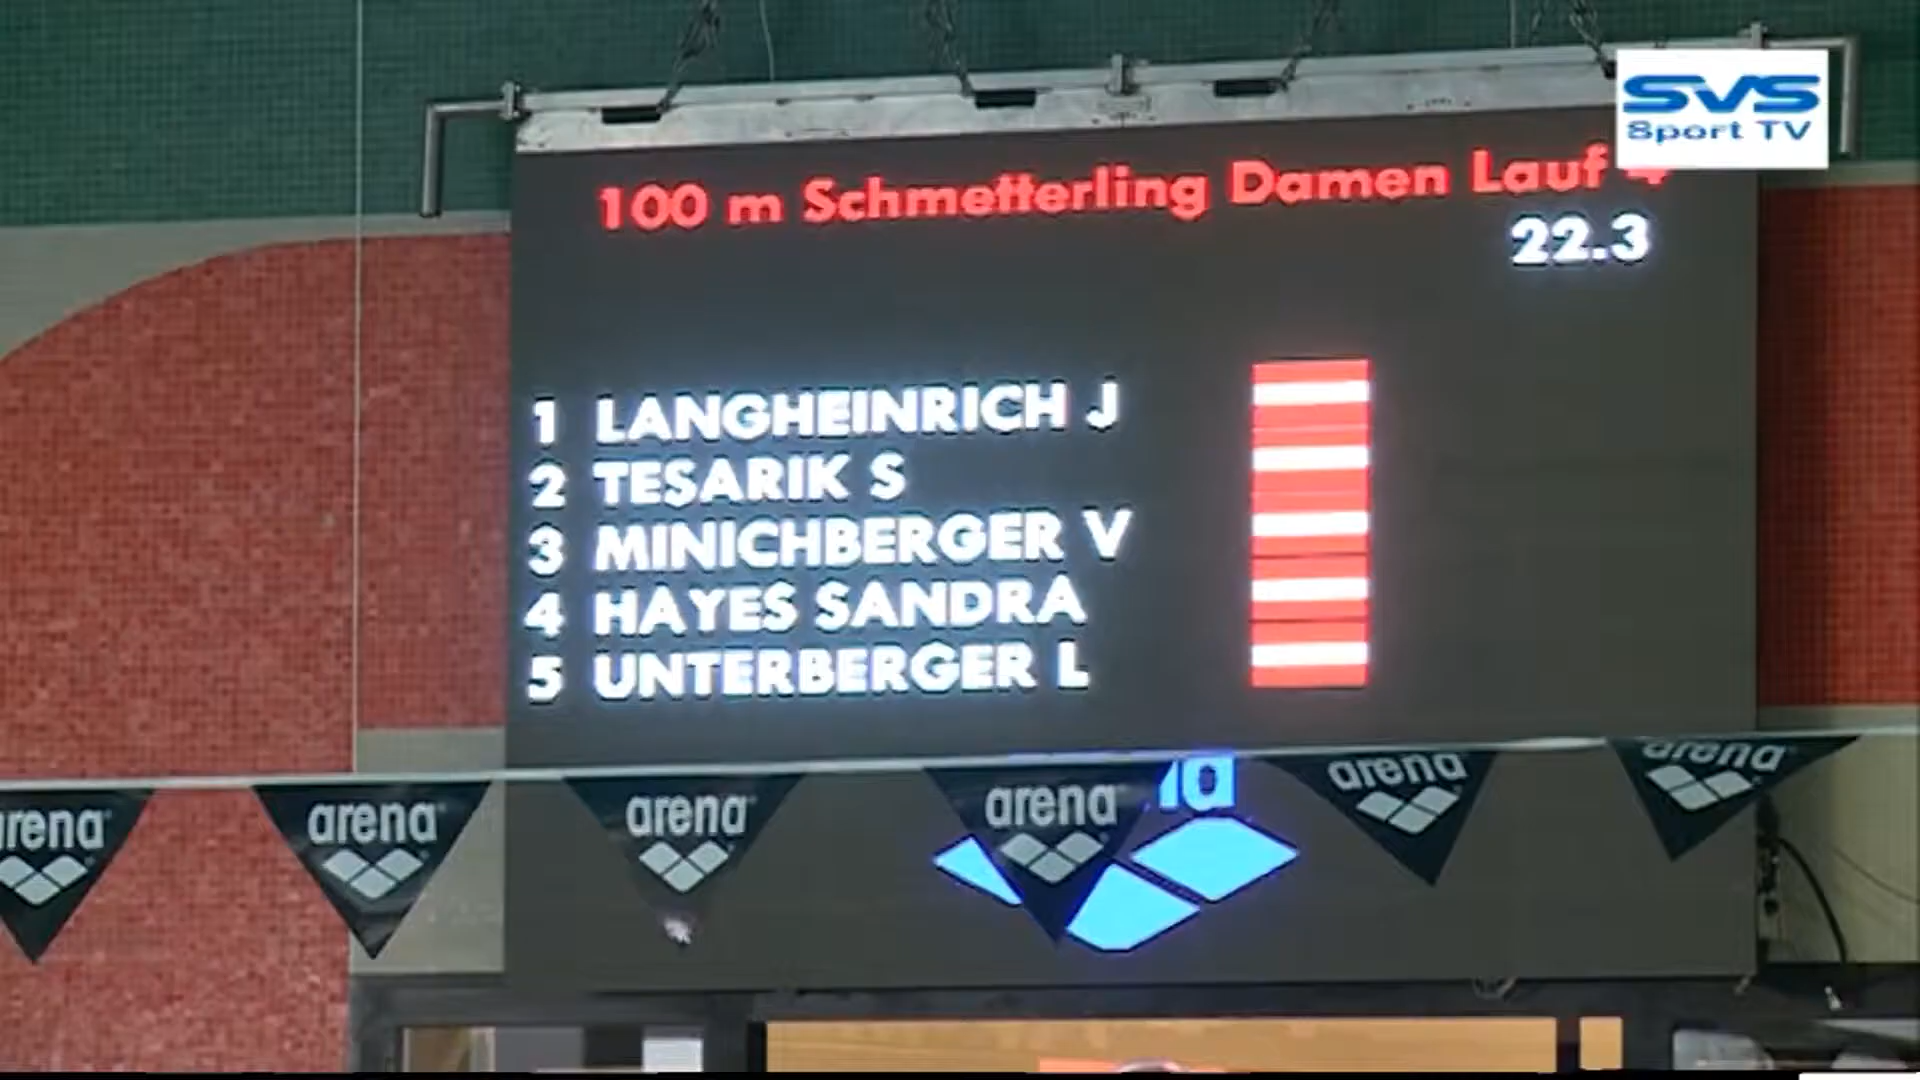 SVS
Sport TV
100 m Schmetterling Damen Lauf
22.3
1 LANGHEINRICH J
2 TESARIK S
3 MINICHBERGER V
4 HAYES SANDRA
5 UNTERBERGER L
arena
arena
arena
arena
arena
arena